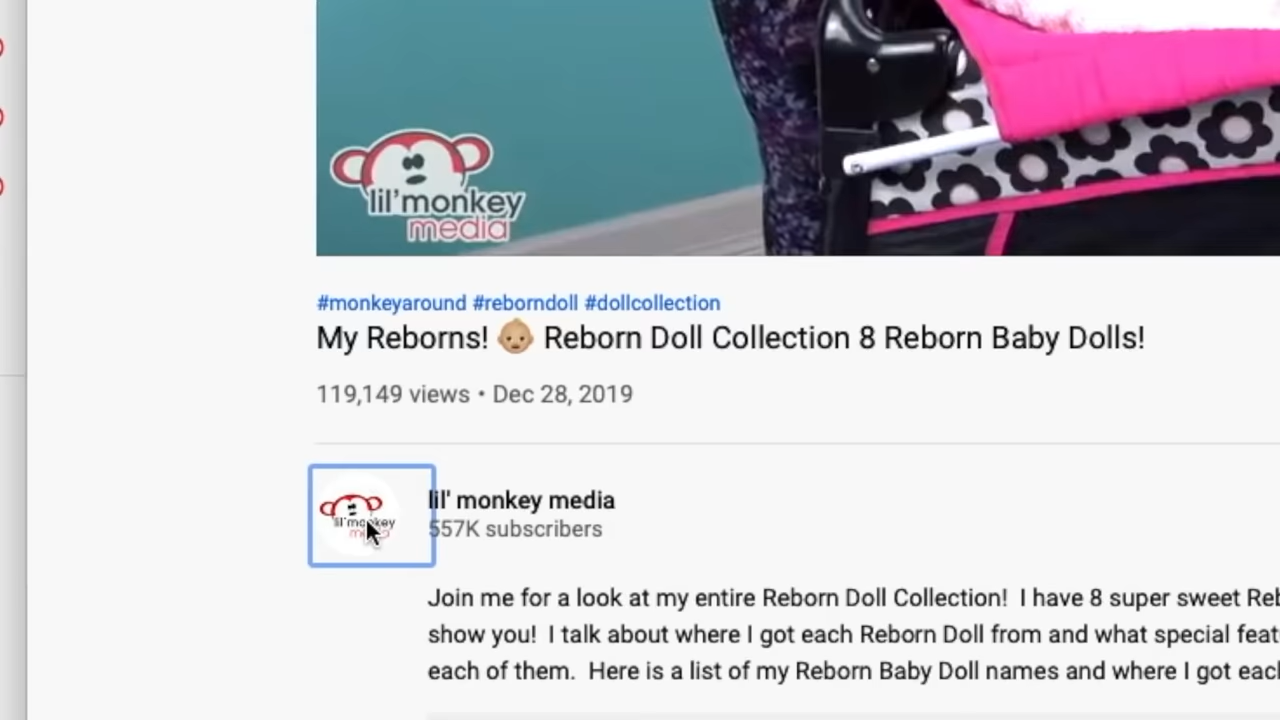 lil'monkey
media
#monkeyaround #reborndoll #dollcollection
My Reborns! 👶🏽 Reborn Doll Collection 8 Reborn Baby Dolls!
119,149 views • Dec 28, 2019
lil'monkey
lil' monkey media
557K subscribers
Join me for a look at my entire Reborn Doll Collection! I have 8 super sweet Reb
show you! I talk about where I got each Reborn Doll from and what special feat
each of them. Here is a list of my Reborn Baby Doll names and where I got each